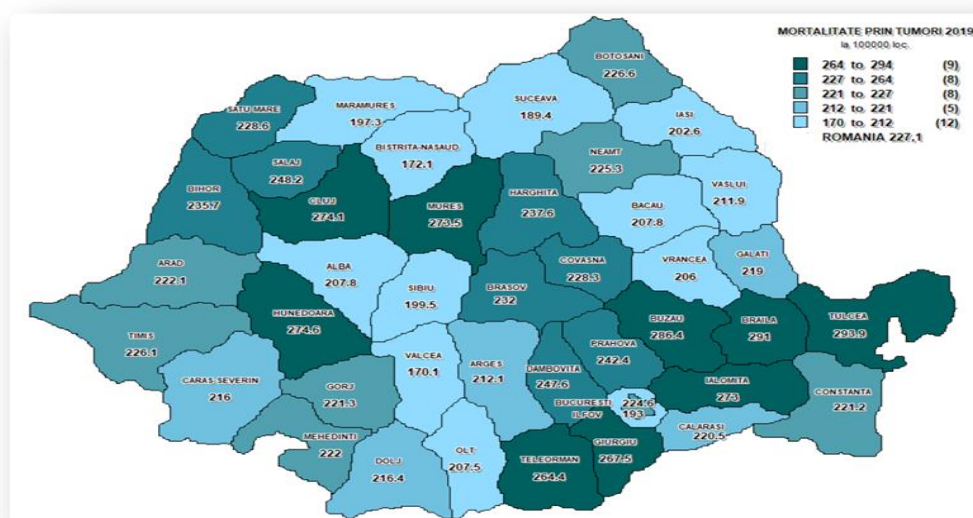 MORTALITATE PRIN TUMORI 2019
la 100000 loc.
264 to 294 (9)
227 to 264 (8)
221 to 227 (8)
212 to 221 (5)
170 to 212 (12)
ROMANIA 227,1
BOTOSANI
226.6
SATU MARE
228.6
MARAMURES
197.3
SUCEAVA
189.4
IASI
202.6
BISTRITA-NASAUD
172.1
SALAJ
248.2
NEAMT
225.3
BIHOR
235.7
CLUJ
274.1
MURES
273.5
HARGHITA
237.6
BACAU
207.8
VASLUI
211.9
ARAD
222.1
ALBA
207.8
SIBIU
199.5
BRASOV
232
COVASNA
228.3
VRANCEA
206
GALATI
219
TIMIS
226.1
HUNEDOARA
274.6
BUZAU
286.4
BRAILA
291
TULCEA
293.9
CARAS-SEVERIN
216
GORJ
221.3
VALCEA
170.1
ARGES
212.1
DAMBOVITA
247.6
PRAHOVA
242.4
IALOMITA
273
CONSTANTA
221.2
BUCURESTI 224.6
ILFOV 193
CALARASI
220.5
MEHEDINTI
222
DOLJ
216.4
OLT
207.5
TELEORMAN
264.4
GIURGIU
267.5